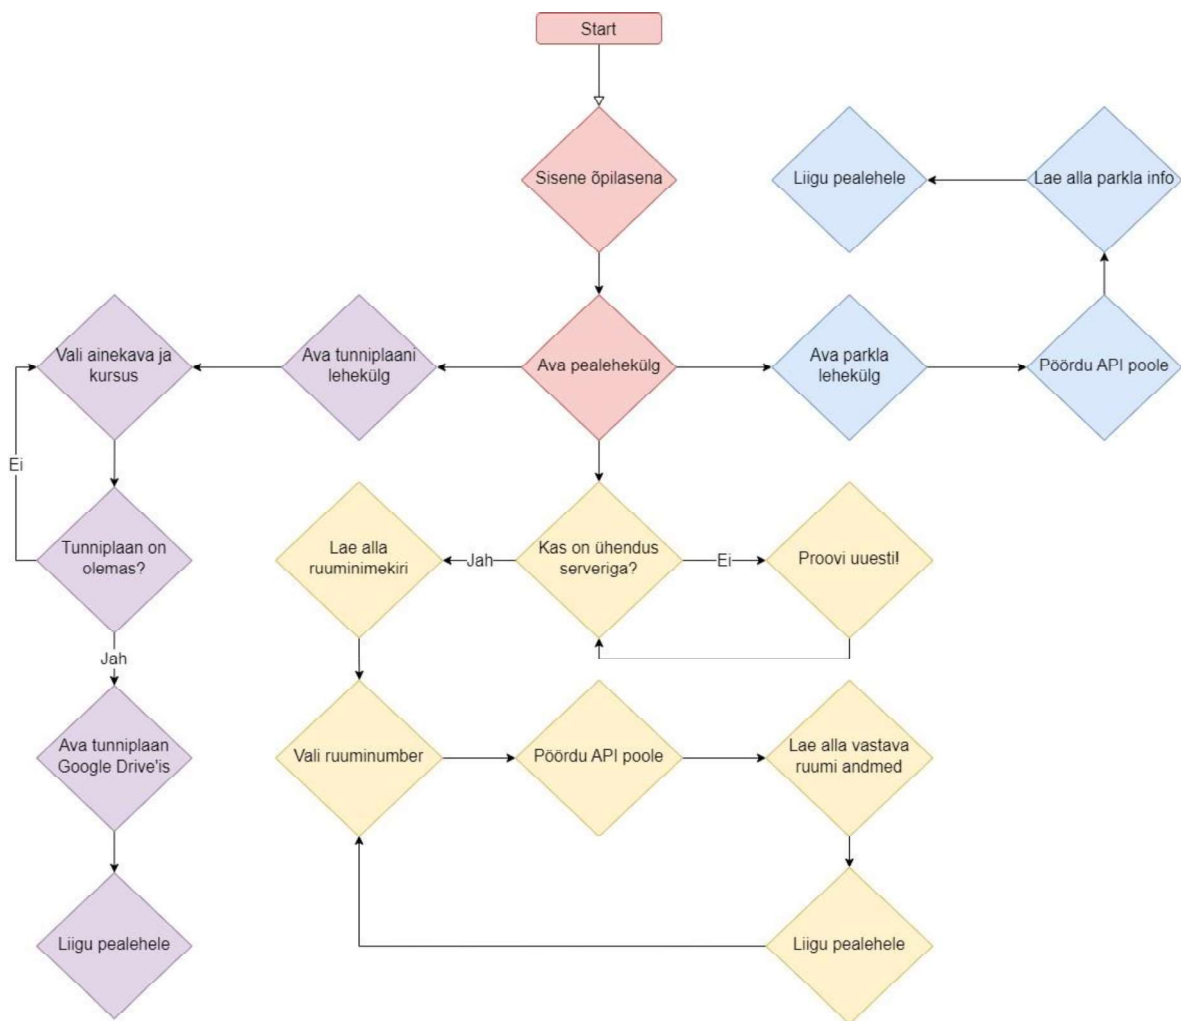 Start
Sisene õpilasena
Liigu pealehele
Lae alla parkla info
Vali ainekava ja
kursus
Ava tunniplaani
lehekülg
Ava pealehekülg
Ava parkla
lehekülg
Pöördu API poole
Ei
Tunniplaan on
olemas?
Lae alla
ruuminimekiri
Jah
Kas on ühendus
serveriga?
Ei
Proovi uuesti!
Jah
Ava tunniplaan
Google Drive'is
Vali ruuminumber
Pöördu API poole
Lae alla vastava
ruumi andmed
Liigu pealehele
Liigu pealehele